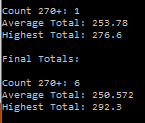 Count 270+: 1
Average Total: 253.78
Highest Total: 276.6
Final Totals:
Count 270+: 6
Average Total: 250.572
Highest Total: 292.3